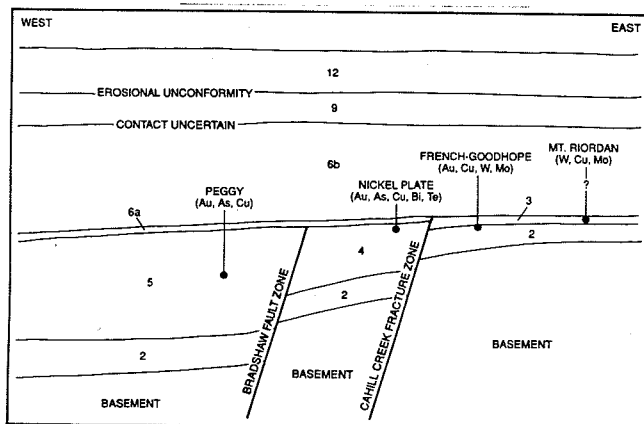 WEST
EAST
12
EROSIONAL UNCONFORMITY
9
CONTACT UNCERTAIN
6b
MT. RIORDAN
(W, Cu, Mo)
FRENCH-GOODHOPE
(Au, Cu, W, Mo)
NICKEL PLATE
(Au, As, Cu, Bi, Te)
PEGGY
(Au, As, Cu)
?
6a
3
2
4
5
2
2
BRADSHAW FAULT ZONE
CAHILL CREEK FRACTURE ZONE
BASEMENT
BASEMENT
BASEMENT